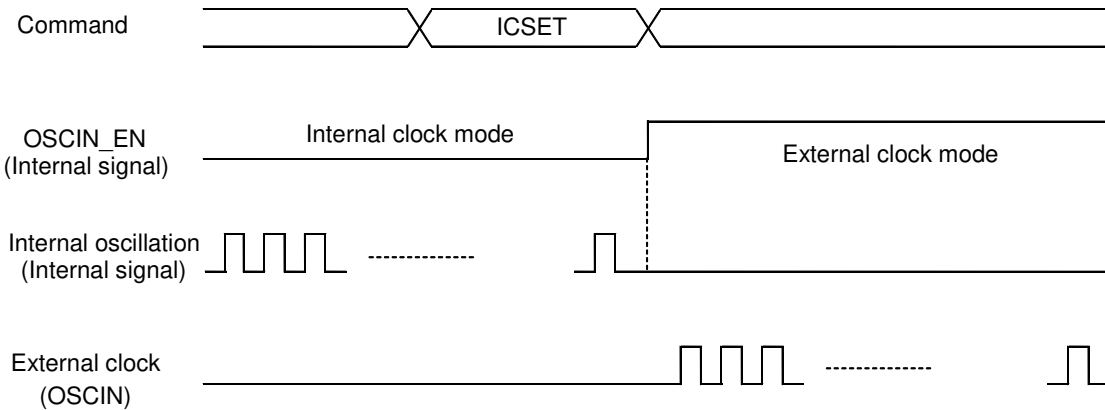 Command
ICSET
OSCIN_EN
(Internal signal)
Internal clock mode
External clock mode
Internal oscillation
(Internal signal)
External clock
(OSCIN)